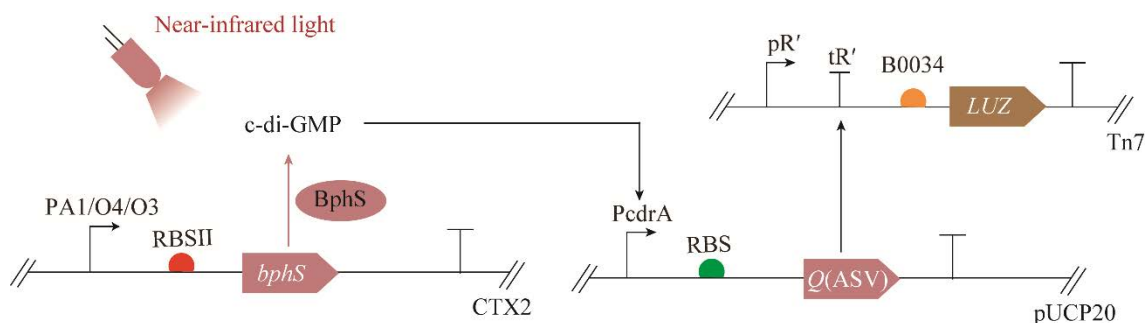 Near-infrared light
pR′
tR′
B0034
LUZ
Tn7
c-di-GMP
BphS
PA1/O4/O3
RBSII
bphS
CTX2
PcdrA
RBS
Q(ASV)
pUCP20